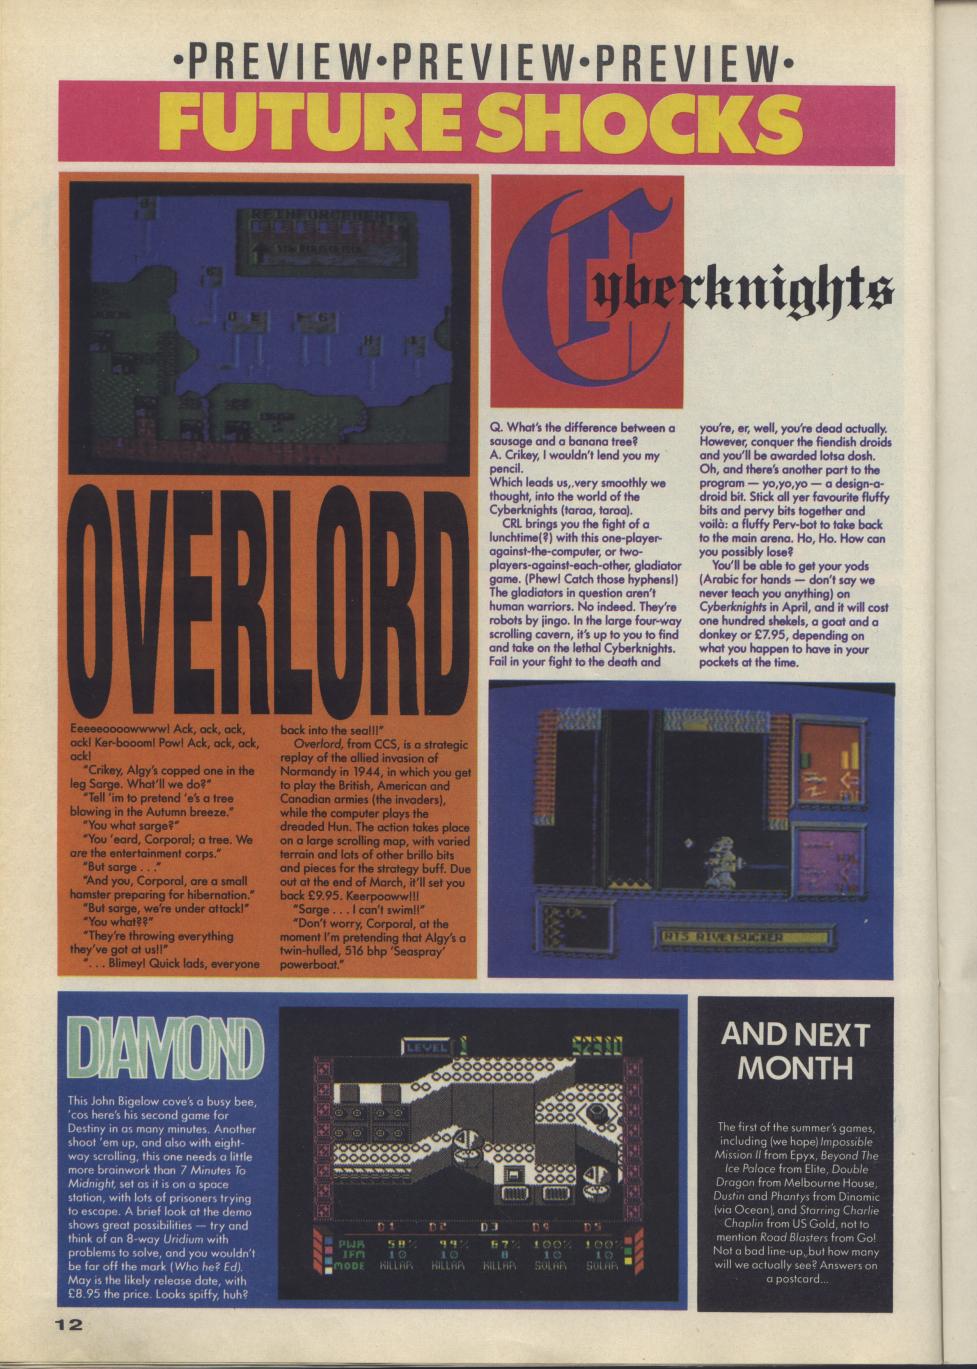 •PREVIEW•PREVIEW•PREVIEW•
FUTURE SHOCKS
REINFORCEMENTS
OVERLORD
Eeeeeoooowwww! Ack, ack, ack,
ack! Ker-booom! Pow! Ack, ack, ack,
ack!
"Crikey, Algy's copped one in the
leg Sarge. What'll we do?"
"Tell 'im to pretend 'e's a tree
blowing in the Autumn breeze."
"You what sarge?"
"You 'eard, Corporal; a tree. We
are the entertainment corps."
"But sarge . . ."
"And you, Corporal, are a small
hamster preparing for hibernation."
"But sarge, we're under attack!"
"You what??"
"They're throwing everything
they've got at us!!"
". . . Blimey! Quick lads, everyone
back into the sea!!!"
Overlord, from CCS, is a strategic
replay of the allied invasion of
Normandy in 1944, in which you get
to play the British, American and
Canadian armies (the invaders),
while the computer plays the
dreaded Hun. The action takes place
on a large scrolling map, with varied
terrain and lots of other brillo bits
and pieces for the strategy buff. Due
out at the end of March, it'll set you
back £9.95. Keerpooww!!!
"Sarge . . . I can't swim!!"
"Don't worry, Corporal, at the
moment I'm pretending that Algy's a
twin-hulled, 516 bhp 'Seaspray'
powerboat."
Cyberknights
Q. What's the difference between a
sausage and a banana tree?
A. Crikey, I wouldn't lend you my
pencil.
Which leads us, very smoothly we
thought, into the world of the
Cyberknights (taraa, taraa).
CRL brings you the fight of a
lunchtime(?) with this one-player-
against-the-computer, or two-
players-against-each-other, gladiator
game. (Phew! Catch those hyphens!)
The gladiators in question aren't
human warriors. No indeed. They're
robots by jingo. In the large four-way
scrolling cavern, it's up to you to find
and take on the lethal Cyberknights.
Fail in your fight to the death and
you're, er, well, you're dead actually.
However, conquer the fiendish droids
and you'll be awarded lotsa dosh.
Oh, and there's another part to the
program — yo,yo,yo — a design-a-
droid bit. Stick all yer favourite fluffy
bits and pervy bits together and
voilà: a fluffy Perv-bot to take back
to the main arena. Ho, Ho. How can
you possibly lose?
You'll be able to get your yods
(Arabic for hands — don't say we
never teach you anything) on
Cyberknights in April, and it will cost
one hundred shekels, a goat and a
donkey or £7.95, depending on
what you happen to have in your
pockets at the time.
RTS RIVETSUCKER
DIAMOND
This John Bigelow cove's a busy bee,
'cos here's his second game for
Destiny in as many minutes. Another
shoot 'em up, and also with eight-
way scrolling, this one needs a little
more brainwork than 7 Minutes To
Midnight, set as it is on a space
station, with lots of prisoners trying
to escape. A brief look at the demo
shows great possibilities — try and
think of an 8-way Uridium with
problems to solve, and you wouldn't
be far off the mark (Who he? Ed).
May is the likely release date, with
£8.95 the price. Looks spiffy, huh?
LEVEL 1
D1 D2 D3 D4 D5
PWR 58% 99% 67% 100% 100%
IFM 10 10 8 10 10
MODE KILLAR KILLAR KILLAR SOLAR SOLAR
AND NEXT
MONTH
The first of the summer's games,
including (we hope) Impossible
Mission II from Epyx, Beyond The
Ice Palace from Elite, Double
Dragon from Melbourne House,
Dustin and Phantys from Dinamic
(via Ocean), and Starring Charlie
Chaplin from US Gold, not to
mention Road Blasters from Go!
Not a bad line-up, but how many
will we actually see? Answers on
a postcard...
12